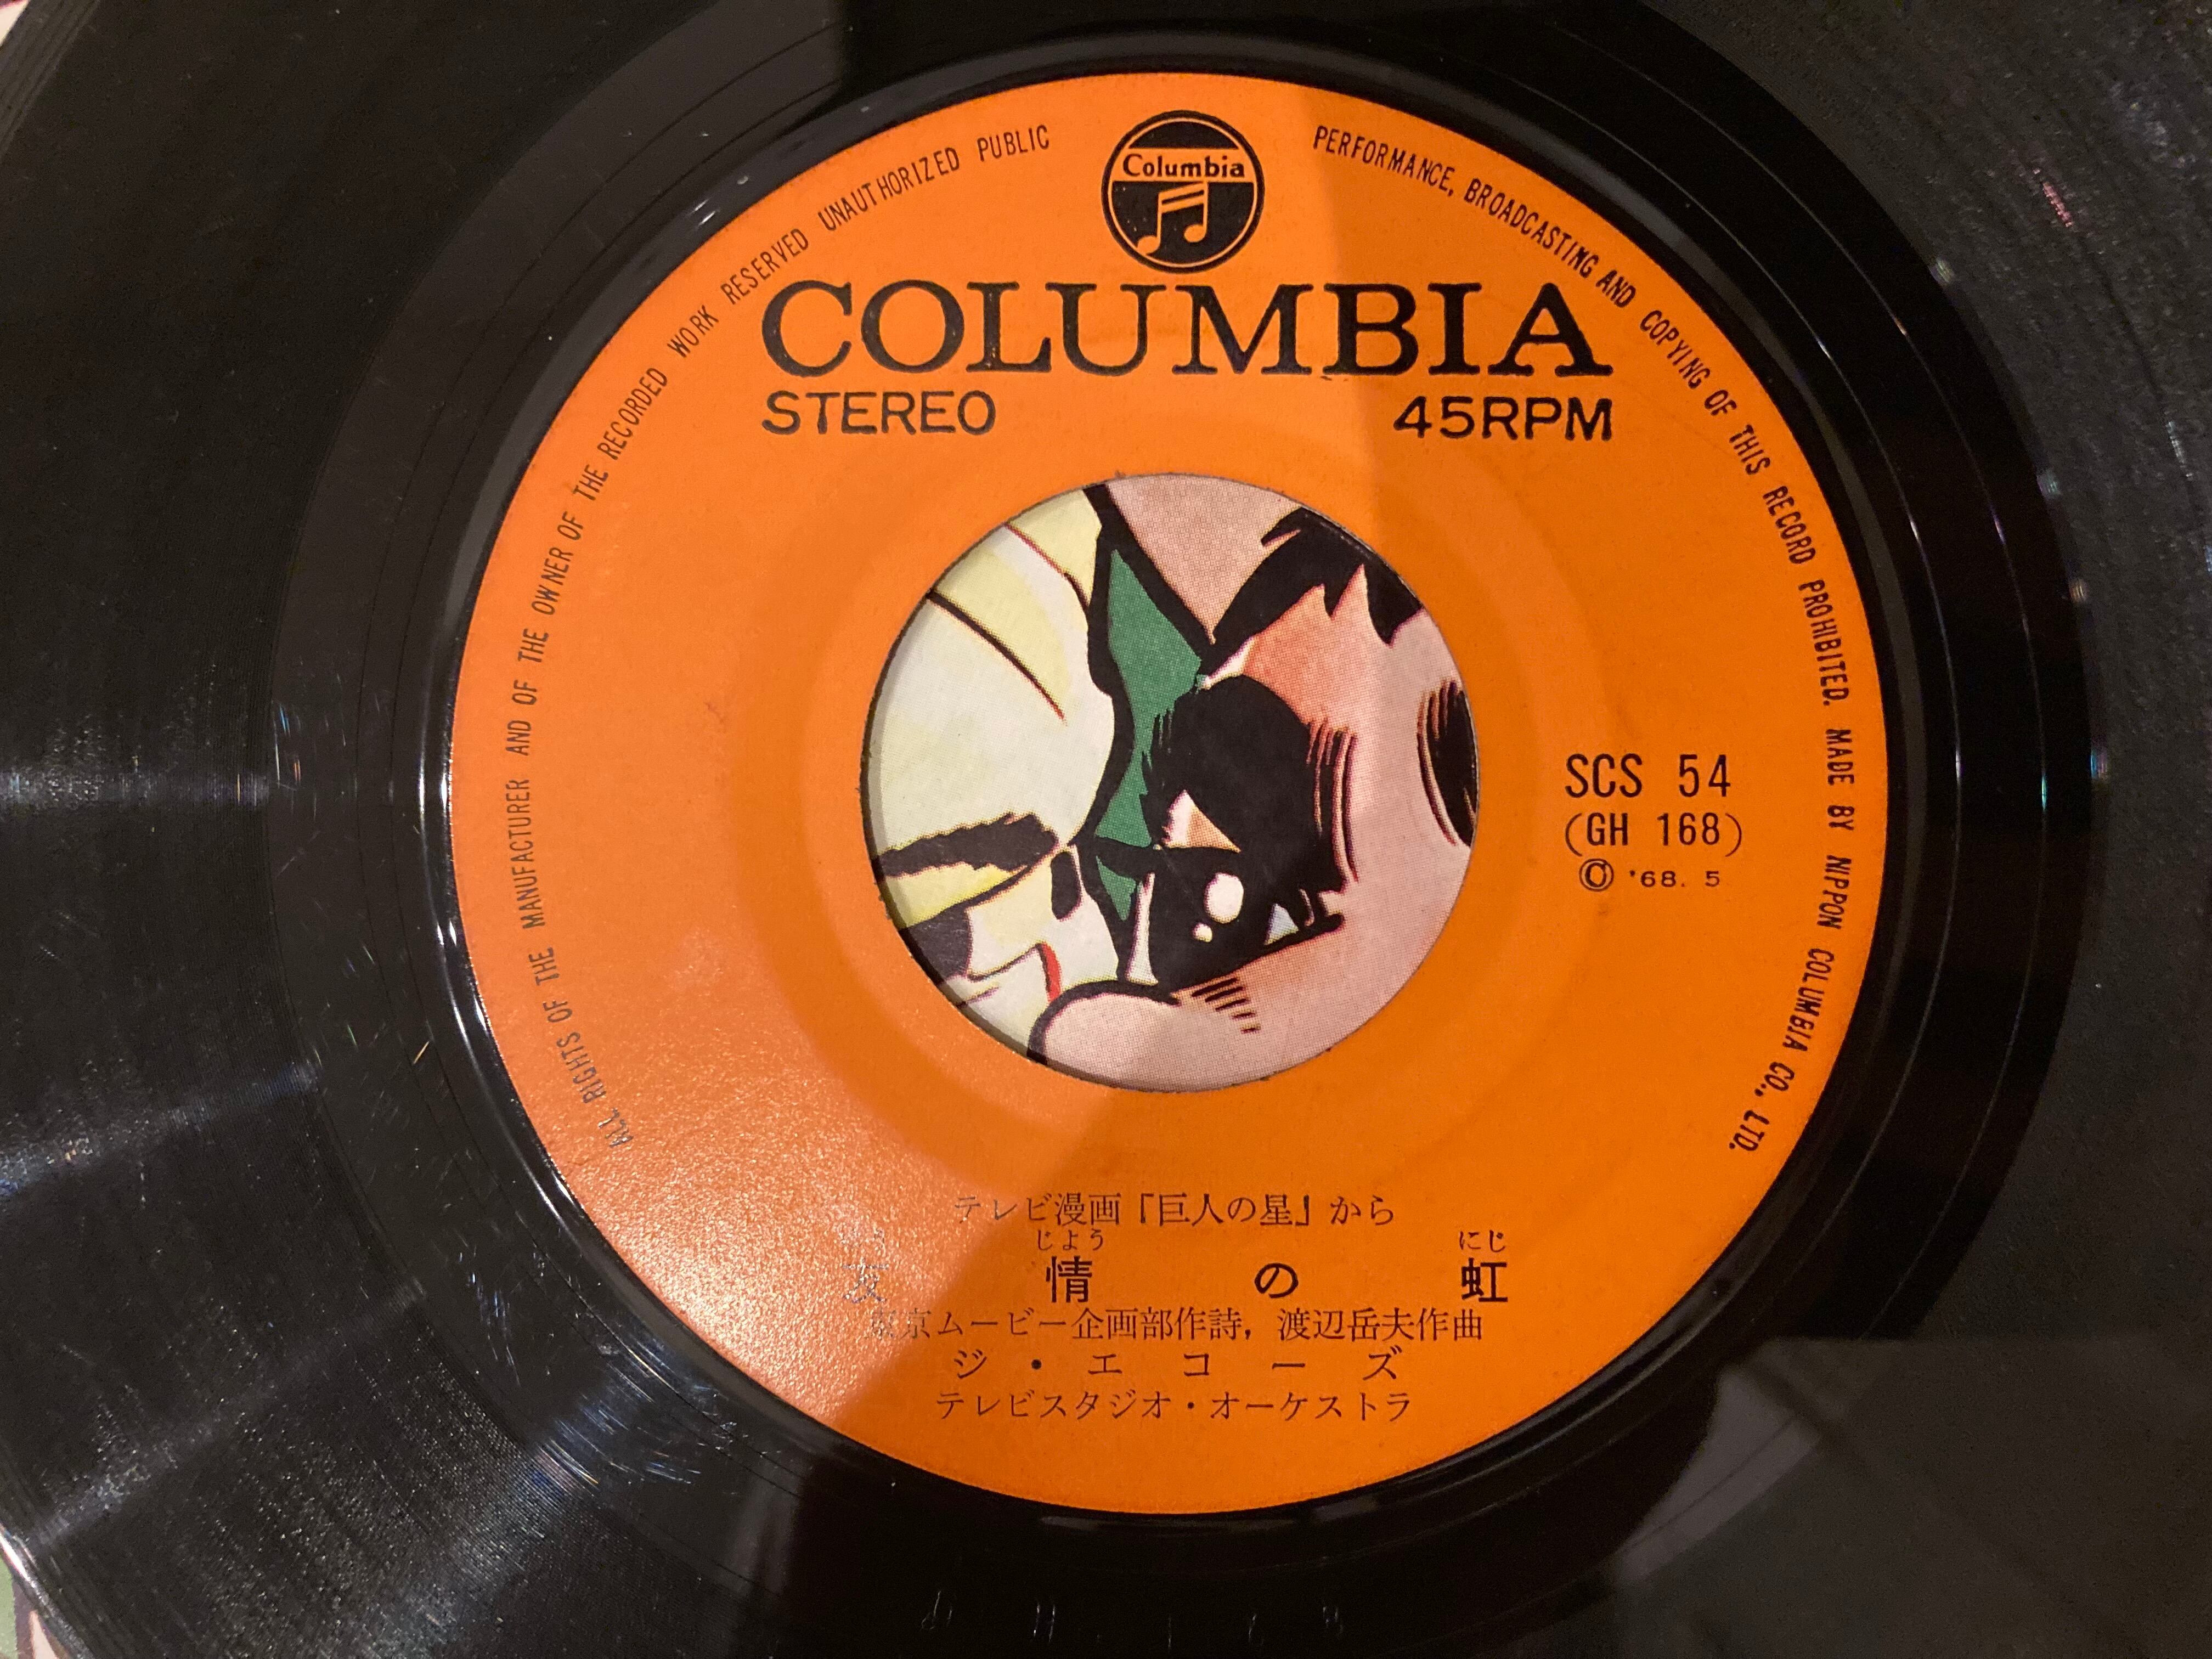 ALL RIGHTS OF THE MANUFACTURER AND OF THE OWNER OF THE RECORDED WORK RESERVED UNAUTHORIZED PUBLIC PERFORMANCE, BROADCASTING AND COPYING OF THIS RECORD PROHIBITED. MADE BY NIPPON COLUMBIA CO., LTD.
Columbia
COLUMBIA
STEREO 45RPM
SCS 54
(GH 168)
© '68. 5
テレビ漫画『巨人の星』から
じよう にじ
友情の虹
東京ムービー企画部作詩, 渡辺岳夫作曲
ジ・エコーズ
テレビスタジオ・オーケストラ